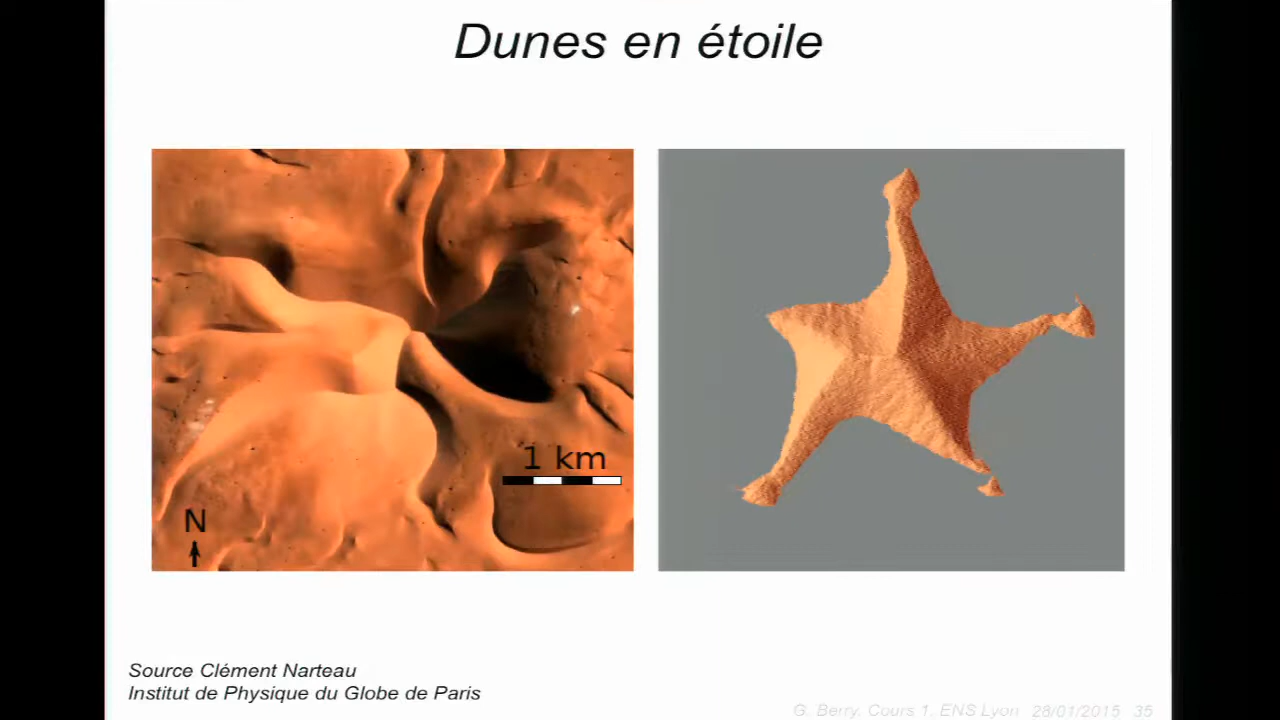 Dunes en étoile
1 km
N
Source Clément Narteau
Institut de Physique du Globe de Paris
G. Berry, Cours 1, ENS Lyon 28/01/2015 35